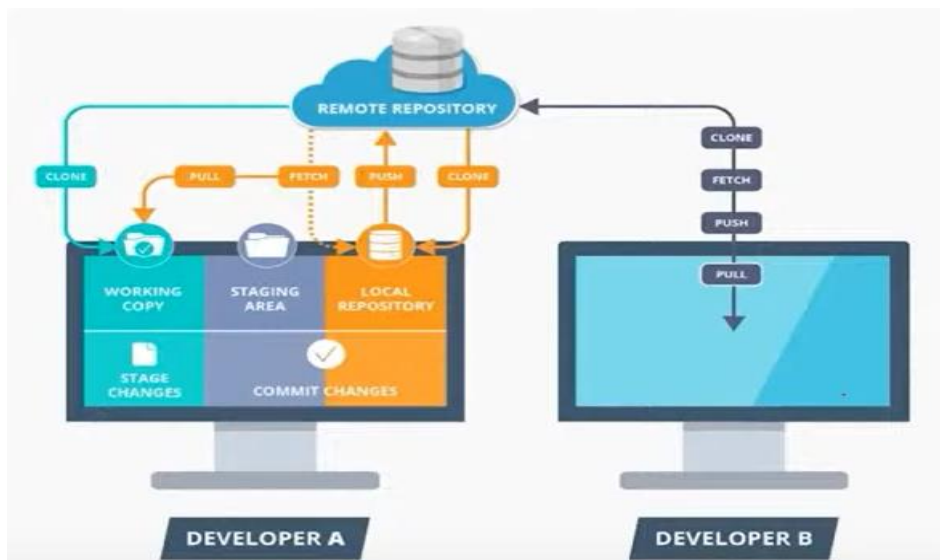 REMOTE REPOSITORY
CLONE
PULL
FETCH
PUSH
CLONE
CLONE
FETCH
PUSH
PULL
WORKING
COPY
STAGING
AREA
LOCAL
REPOSITORY
STAGE
CHANGES
COMMIT CHANGES
DEVELOPER A
DEVELOPER B